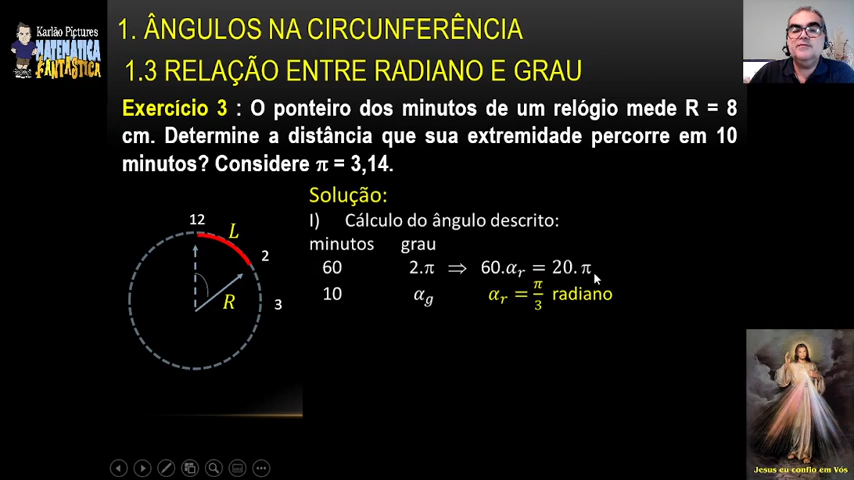 Karlão Pictures
MATEMÁTICA
FANTÁSTICA
1. ÂNGULOS NA CIRCUNFERÊNCIA
1.3 RELAÇÃO ENTRE RADIANO E GRAU
Exercício 3 : O ponteiro dos minutos de um relógio mede R = 8
cm. Determine a distância que sua extremidade percorre em 10
minutos? Considere π = 3,14.
Solução:
I) Cálculo do ângulo descrito:
minutos grau
60 2.π ⇒ 60.αr = 20.π
10 αg αr = π/3 radiano
12
L
2
R
3
Jesus eu confio em Vós